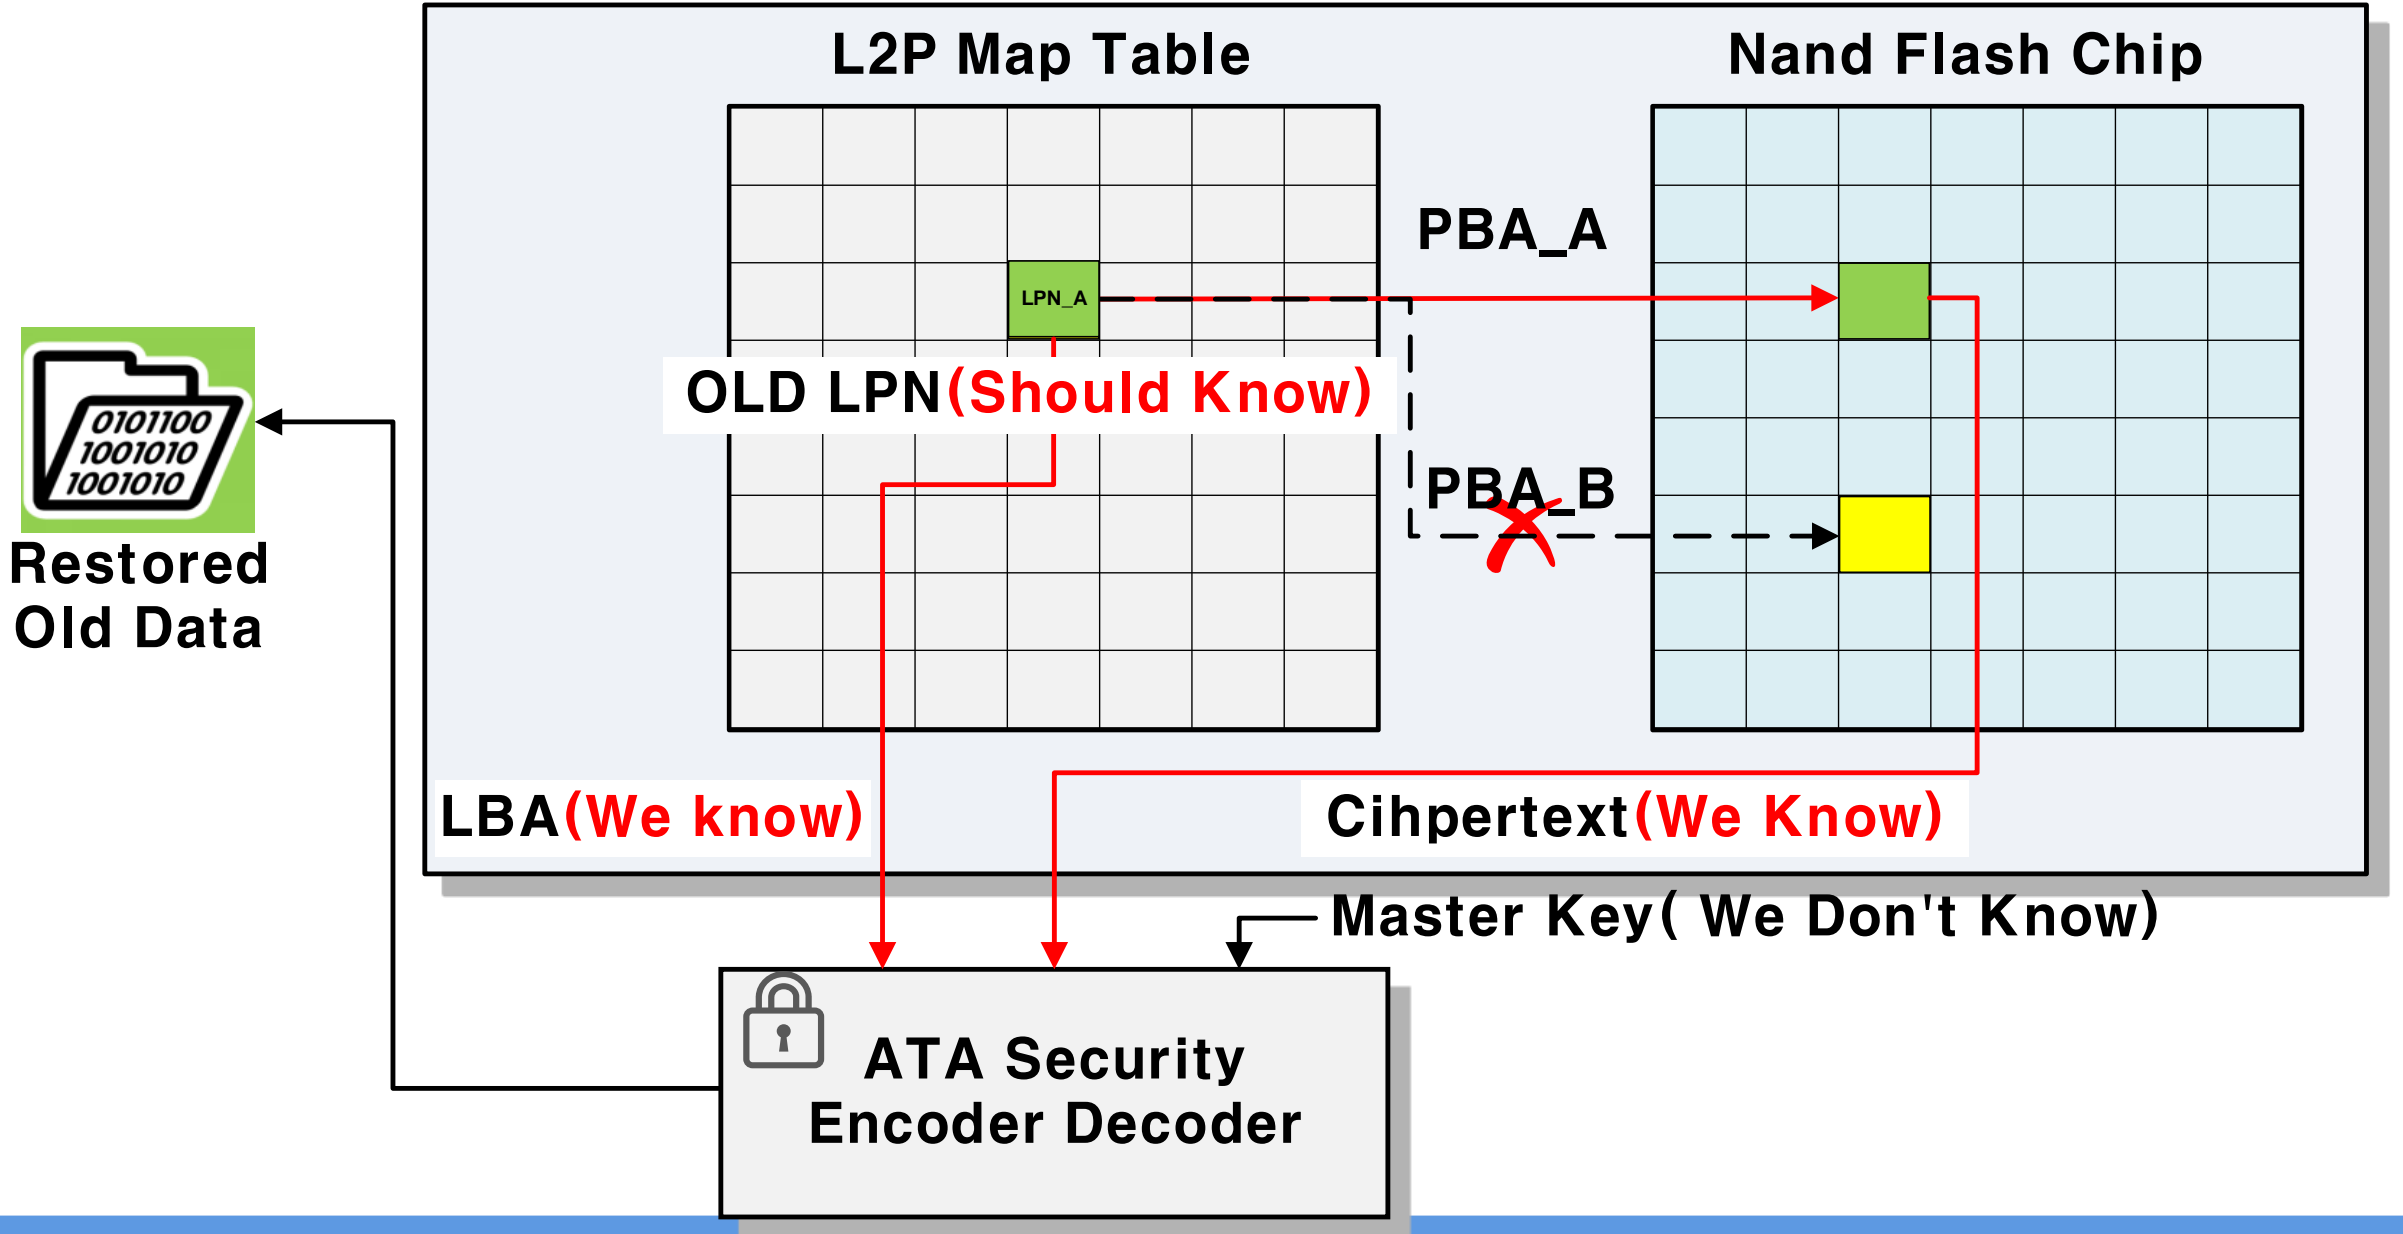 L2P Map Table
Nand Flash Chip
PBA_A
LPN_A
OLD LPN(Should Know)
0101100
1001010
1001010
PBA_B
Restored
Old Data
LBA(We know)
Cihpertext(We Know)
Master Key( We Don't Know)
ATA Security
Encoder Decoder